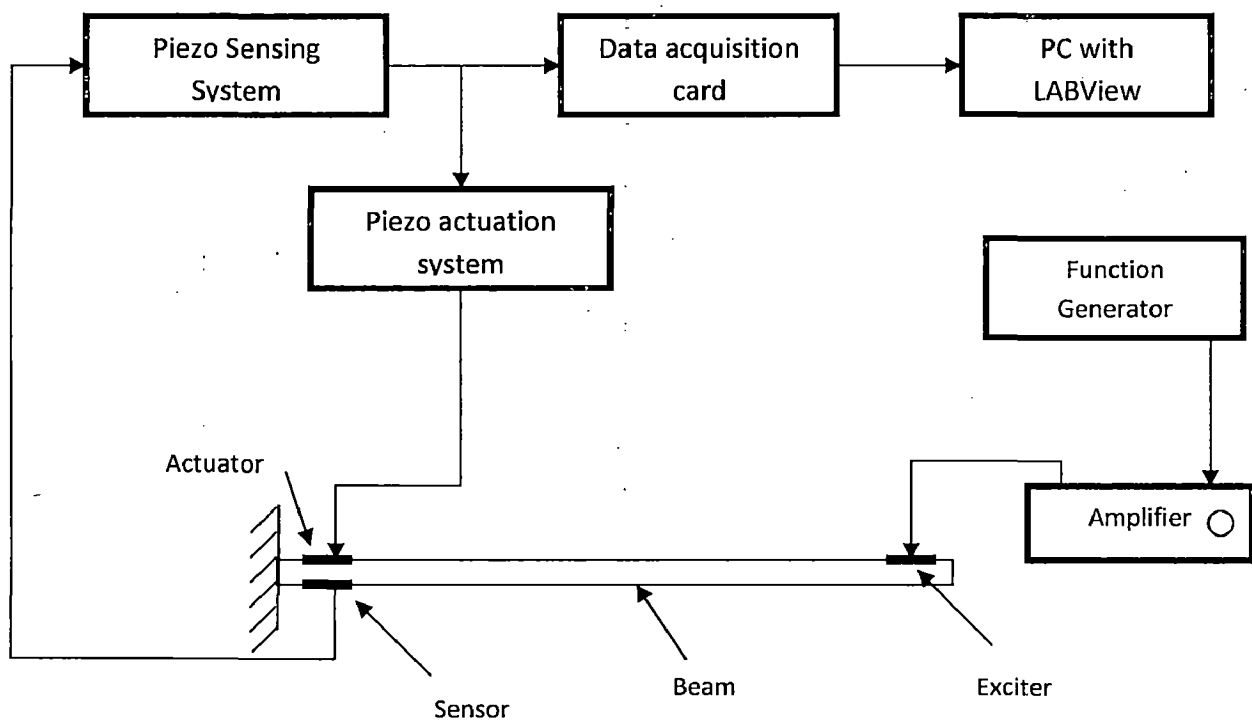 Piezo Sensing
System
Data acquisition
card
PC with
LABView
Piezo actuation
system
Function
Generator
Actuator
Amplifier
Sensor
Beam
Exciter